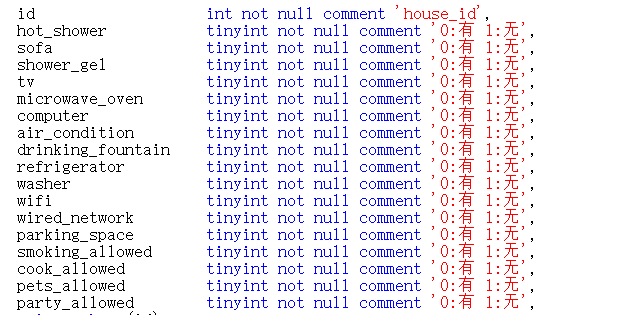 id int not null comment 'house_id',
hot_shower tinyint not null comment '0:有 1:无',
sofa tinyint not null comment '0:有 1:无',
shower_gel tinyint not null comment '0:有 1:无',
tv tinyint not null comment '0:有 1:无',
microwave_oven tinyint not null comment '0:有 1:无',
computer tinyint not null comment '0:有 1:无',
air_condition tinyint not null comment '0:有 1:无',
drinking_fountain tinyint not null comment '0:有 1:无',
refrigerator tinyint not null comment '0:有 1:无',
washer tinyint not null comment '0:有 1:无',
wifi tinyint not null comment '0:有 1:无',
wired_network tinyint not null comment '0:有 1:无',
parking_space tinyint not null comment '0:有 1:无',
smoking_allowed tinyint not null comment '0:有 1:无',
cook_allowed tinyint not null comment '0:有 1:无',
pets_allowed tinyint not null comment '0:有 1:无',
party_allowed tinyint not null comment '0:有 1:无',